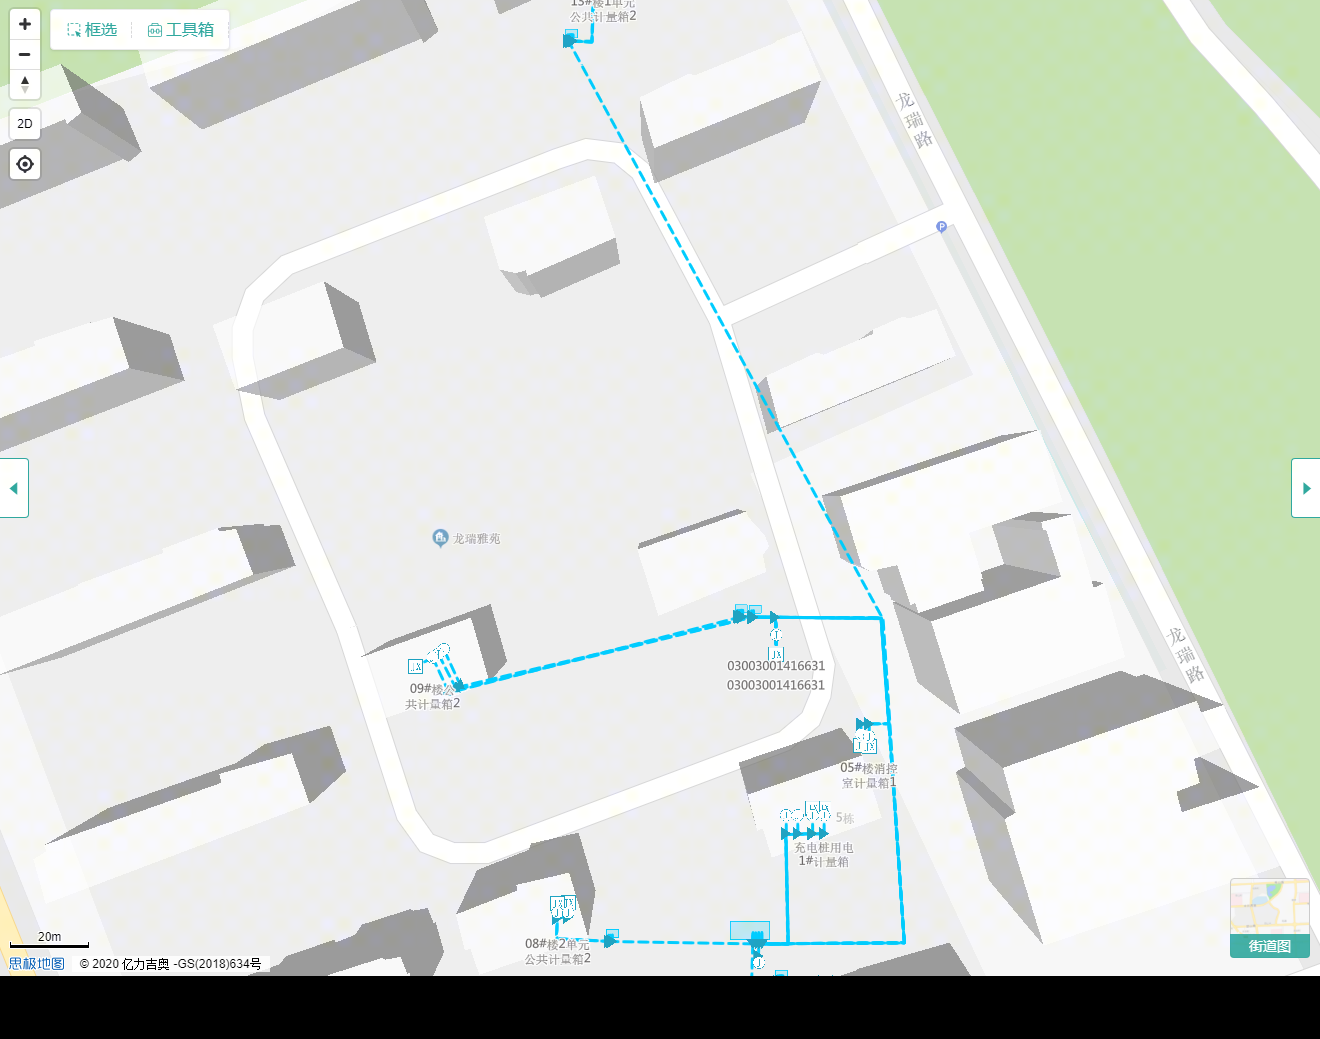 框选
工具箱
2D
13#楼1单元
公共计量箱2
龙瑞路
P
龙瑞雅苑
JX
03003001416631
03003001416631
JX
09#楼公
共计量箱2
龙瑞路
05#楼消控
室计量箱1
5栋
充电桩用电
1#计量箱
08#楼2单元
公共计量箱2
20m
思极地图
© 2020 亿力吉奥 -GS(2018)634号
街道图